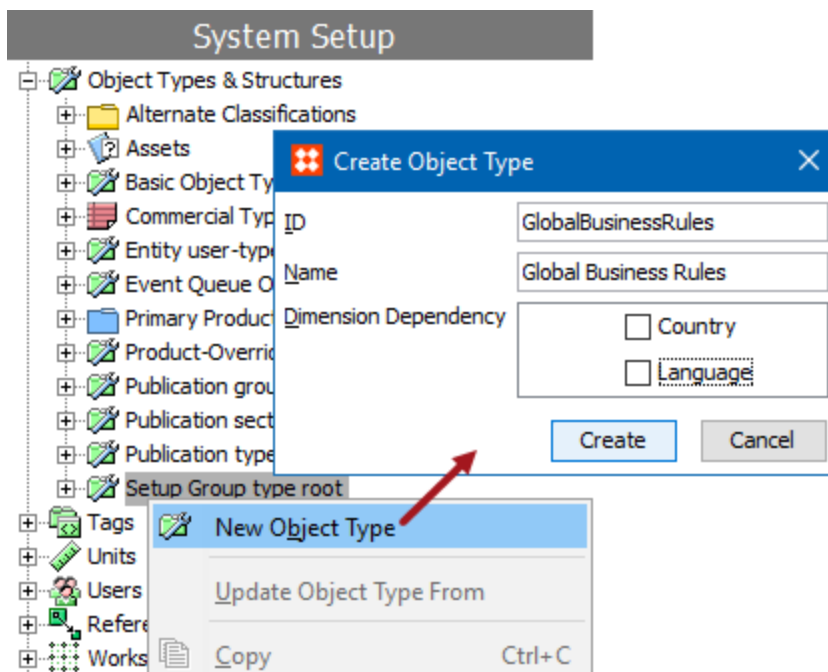 System Setup
Object Types & Structures
Alternate Classifications
Assets
Basic Object Ty
Commercial Typ
Entity user-type
Event Queue O
Primary Product
Product-Overrid
Publication grou
Publication sect
Publication type
Setup Group type root
Tags
Units
Users
Refere
Works
Create Object Type
ID
GlobalBusinessRules
Name
Global Business Rules
Dimension Dependency
Country
Language
Create
Cancel
New Object Type
Update Object Type From
Copy Ctrl+C